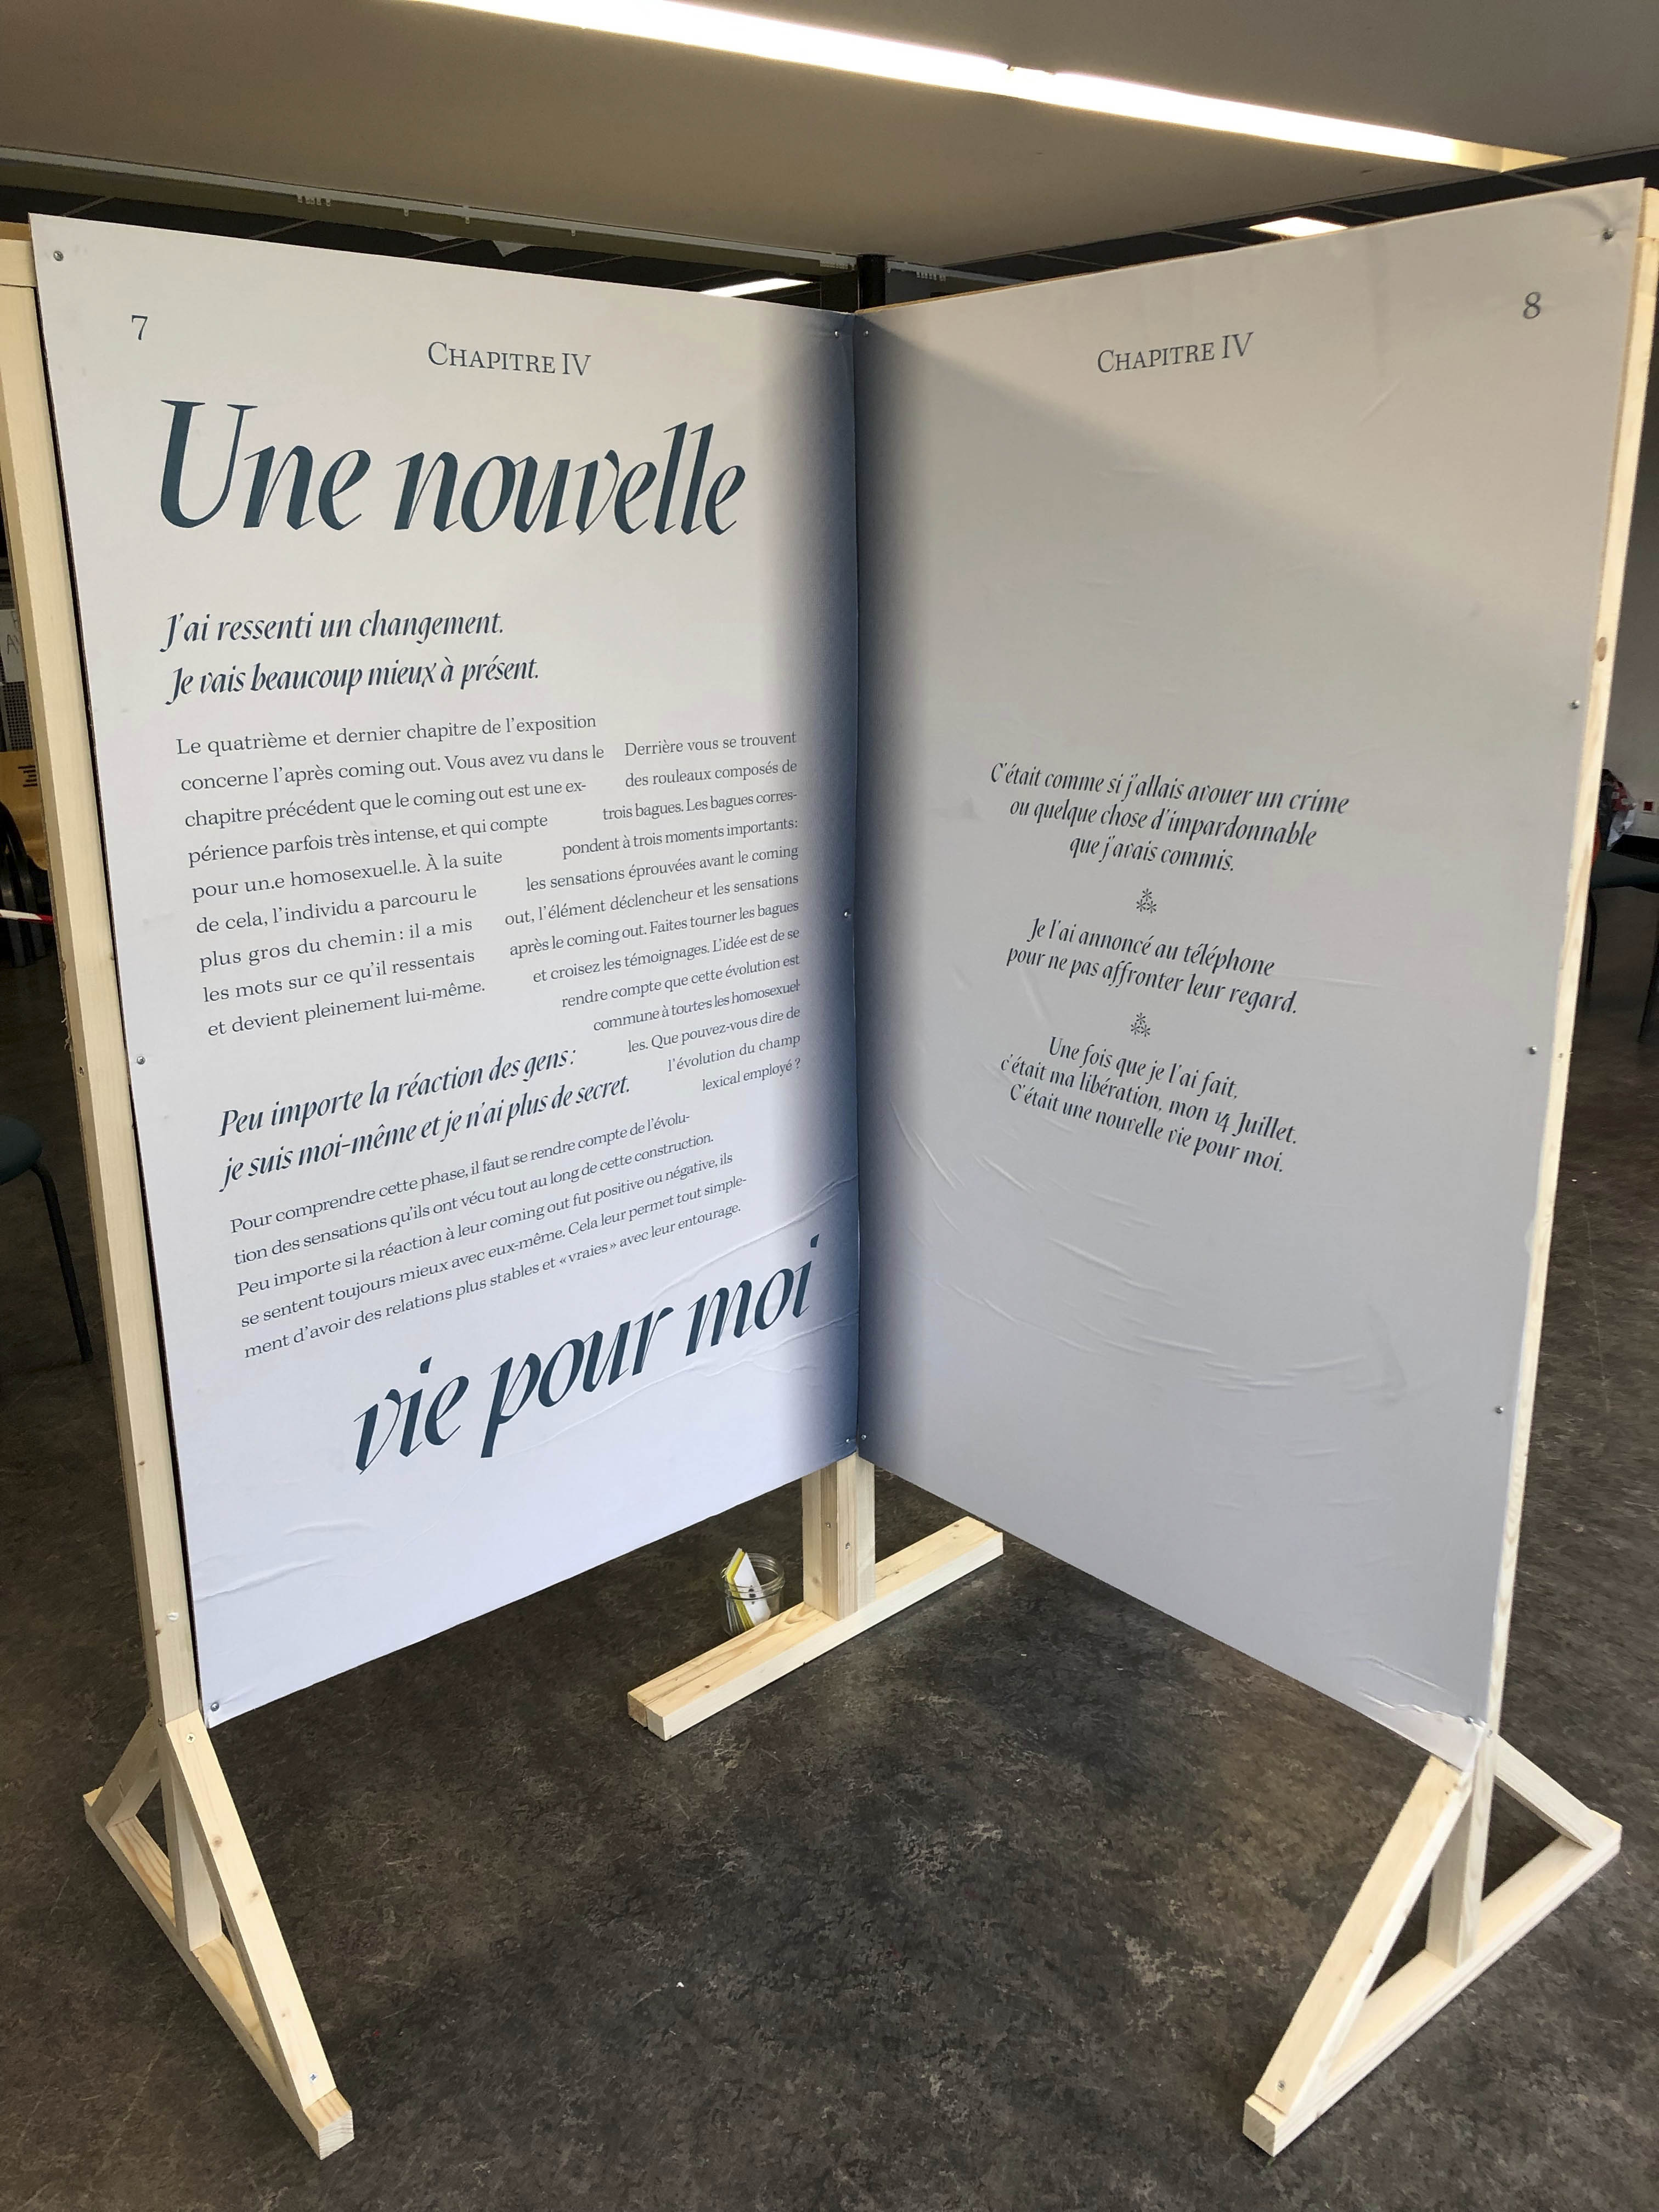 7
CHAPITRE IV
Une nouvelle
J'ai ressenti un changement.
Je vais beaucoup mieux à présent.
Le quatrième et dernier chapitre de l'exposition
concerne l'après coming out. Vous avez vu dans le
chapitre précédent que le coming out est une ex-
périence parfois très intense, et qui compte
pour un.e homosexuel.le. À la suite
de cela, l'individu a parcouru le
plus gros du chemin : il a mis
les mots sur ce qu'il ressentais
et devient pleinement lui-même.
Derrière vous se trouvent
des rouleaux composés de
trois bagues. Les bagues corres-
pondent à trois moments importants:
les sensations éprouvées avant le coming
out, l'élément déclencheur et les sensations
après le coming out. Faites tourner les bagues
et croisez les témoignages. L'idée est de se
rendre compte que cette évolution est
commune à toutes les homosexuel·
les. Que pouvez-vous dire de
l'évolution du champ
lexical employé ?
Peu importe la réaction des gens :
je suis moi-même et je n'ai plus de secret.
Pour comprendre cette phase, il faut se rendre compte de l'évolu-
tion des sensations qu'ils ont vécu tout au long de cette construction.
Peu importe si la réaction à leur coming out fut positive ou négative, ils
se sentent toujours mieux avec eux-même. Cela leur permet tout simple-
ment d'avoir des relations plus stables et « vraies » avec leur entourage.
vie pour moi
8
CHAPITRE IV
C'était comme si j'allais avouer un crime
ou quelque chose d'impardonnable
que j'avais commis.
Je l'ai annoncé au téléphone
pour ne pas affronter leur regard.
Une fois que je l'ai fait,
c'était ma libération, mon 14 Juillet.
C'était une nouvelle vie pour moi.